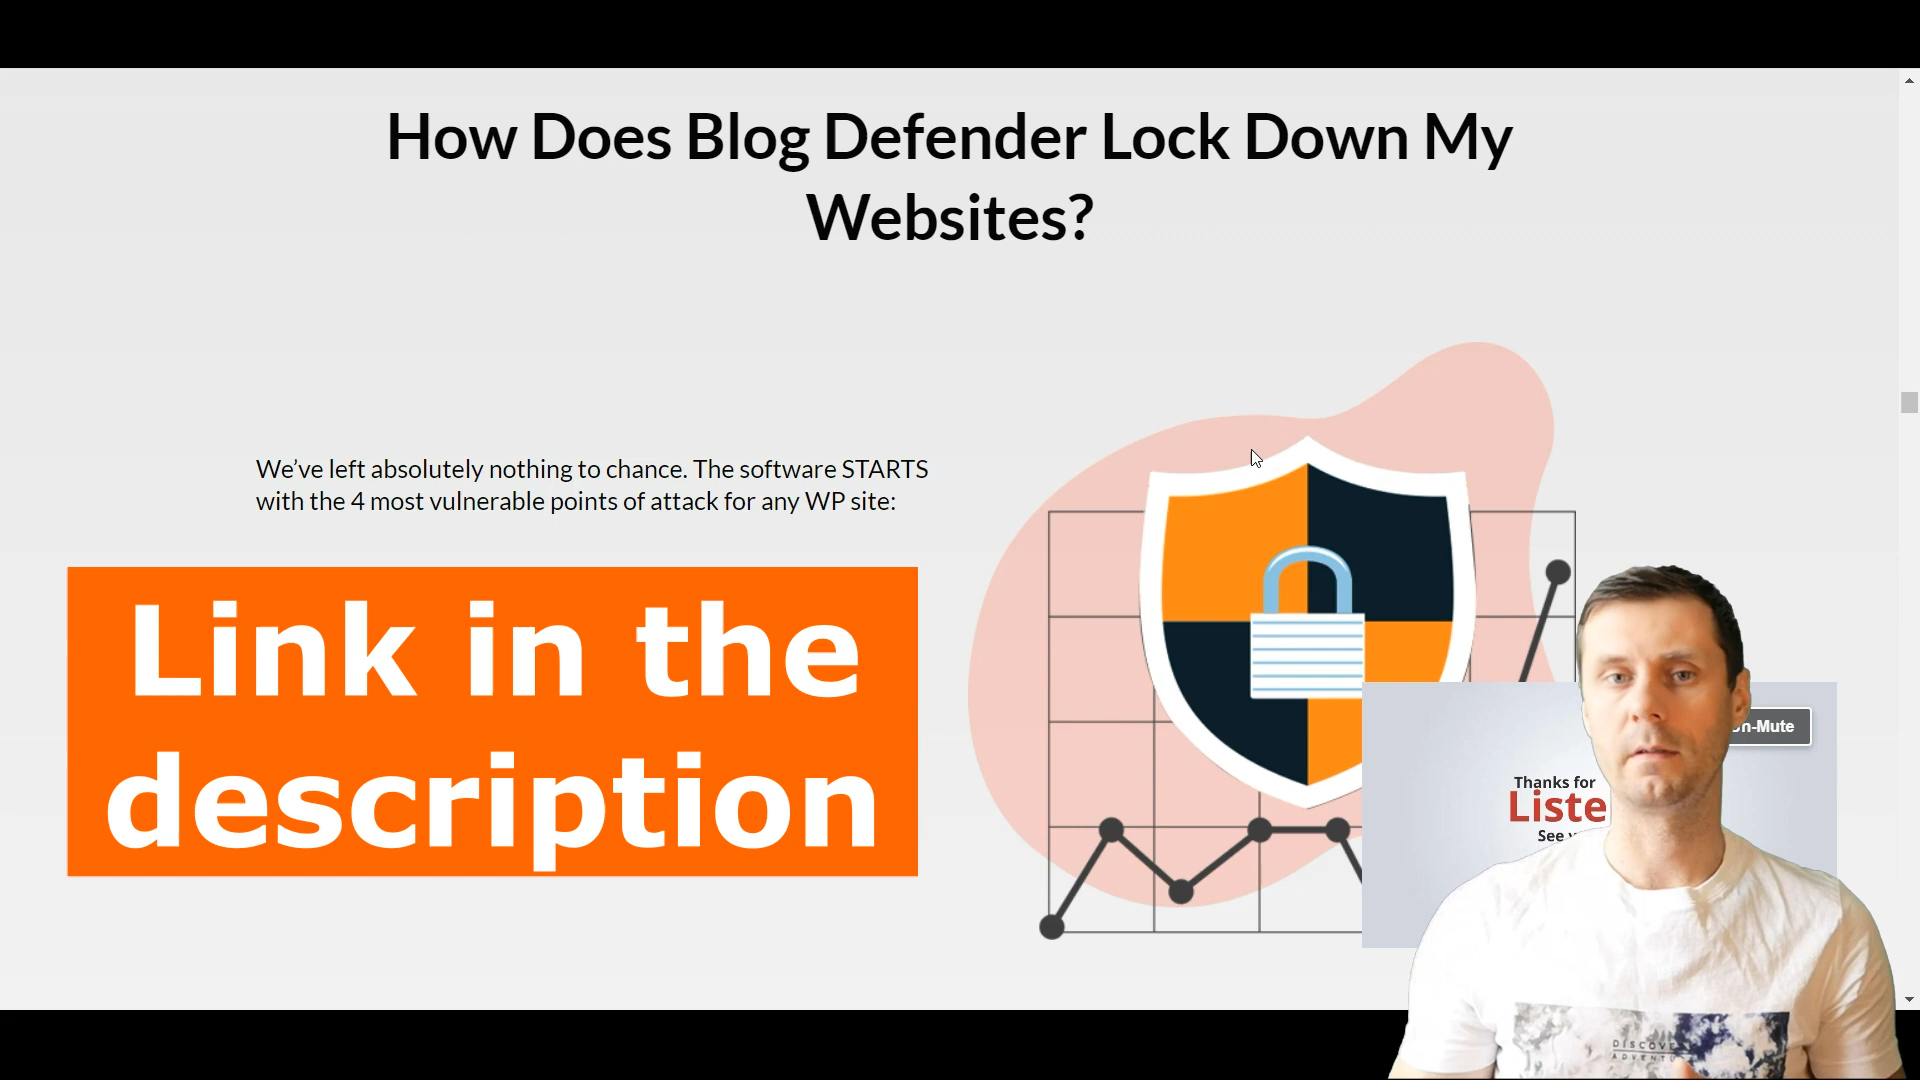 How Does Blog Defender Lock Down My
Websites?
We've left absolutely nothing to chance. The software STARTS
with the 4 most vulnerable points of attack for any WP site:
Link in the
description
Thanks for
See